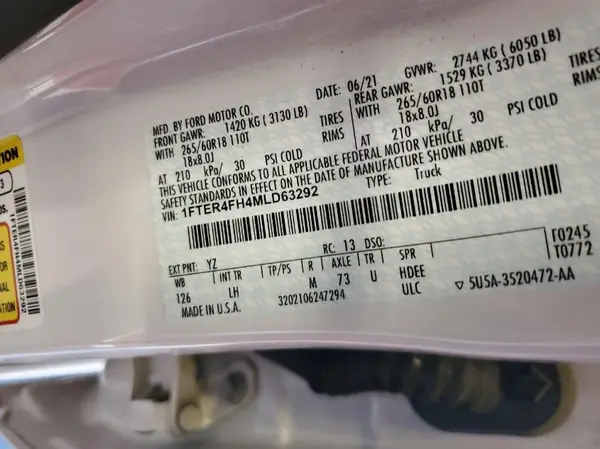 MFD. BY FORD MOTOR CO.
DATE: 06/21
GVWR: 2744 KG ( 6050 LB)
FRONT GAWR: 1420 KG ( 3130 LB)
REAR GAWR: 1529 KG ( 3370 LB)
WITH 265/60R18 110T TIRES
WITH 265/60R18 110T TIRES
18x8.0J RIMS
18x8.0J RIMS
AT 210 kPa/ 30 PSI COLD
AT 210 kPa/ 30 PSI COLD
THIS VEHICLE CONFORMS TO ALL APPLICABLE FEDERAL MOTOR VEHICLE
SAFETY STANDARDS IN EFFECT ON THE DATE OF MANUFACTURE SHOWN ABOVE.
VIN: 1FTER4FH4MLD63292
TYPE: Truck
EXT PNT: YZ RC: 13 DSO:
F0245
T0772
WB INT TR TP/PS R AXLE TR SPR
126 LH M 73 U HDEE
ULC
MADE IN U.S.A. 3202106247294
▽ 5U5A-3520472-AA
1FTER4FH4MLD63292